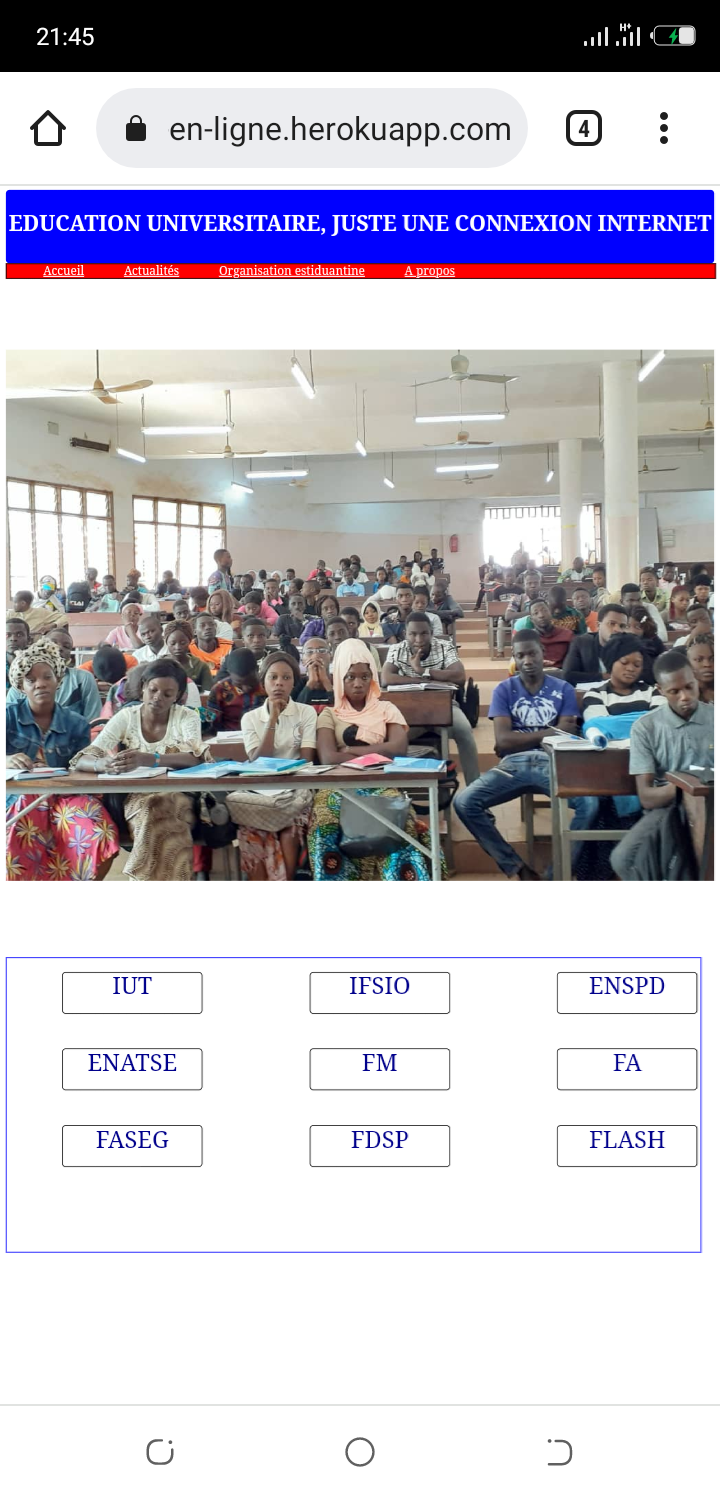 21:45
H+
en-ligne.herokuapp.com
4
EDUCATION UNIVERSITAIRE, JUSTE UNE CONNEXION INTERNET
Accueil Actualités Organisation estiduantine A propos
IUT IFSIO ENSPD
ENATSE FM FA
FASEG FDSP FLASH